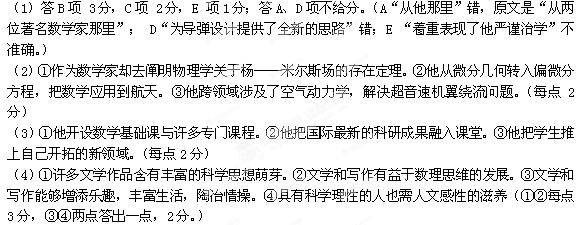 （1）答B项 3分，C项 2分，E 项1分；答A、D项不给分。（A“从他那里”错，原文是“从两
位著名数学家那里”； D“为导弹设计提供了全新的思路”错；E “着重表现了他严谨治学”不
准确。）
（2）①作为数学家却去阐明物理学关于杨——米尔斯场的存在定理。②他从微分几何转入偏微分
方程，把数学应用到航天。③他跨领域涉及了空气动力学，解决超音速机翼绕流问题。（每点 2
分）
（3）①他开设数学基础课与许多专门课程。②他把国际最新的科研成果融入课堂。③他把学生推
上自己开拓的新领域。（每点2分）
（4）①许多文学作品含有丰富的科学思想萌芽。②文学和写作有益于数理思维的发展。③文学和
写作能够增添乐趣，丰富生活，陶冶情操。④具有科学理性的人也需人文感性的滋养（①②每点
3分，③④两点答出一点，2分。）